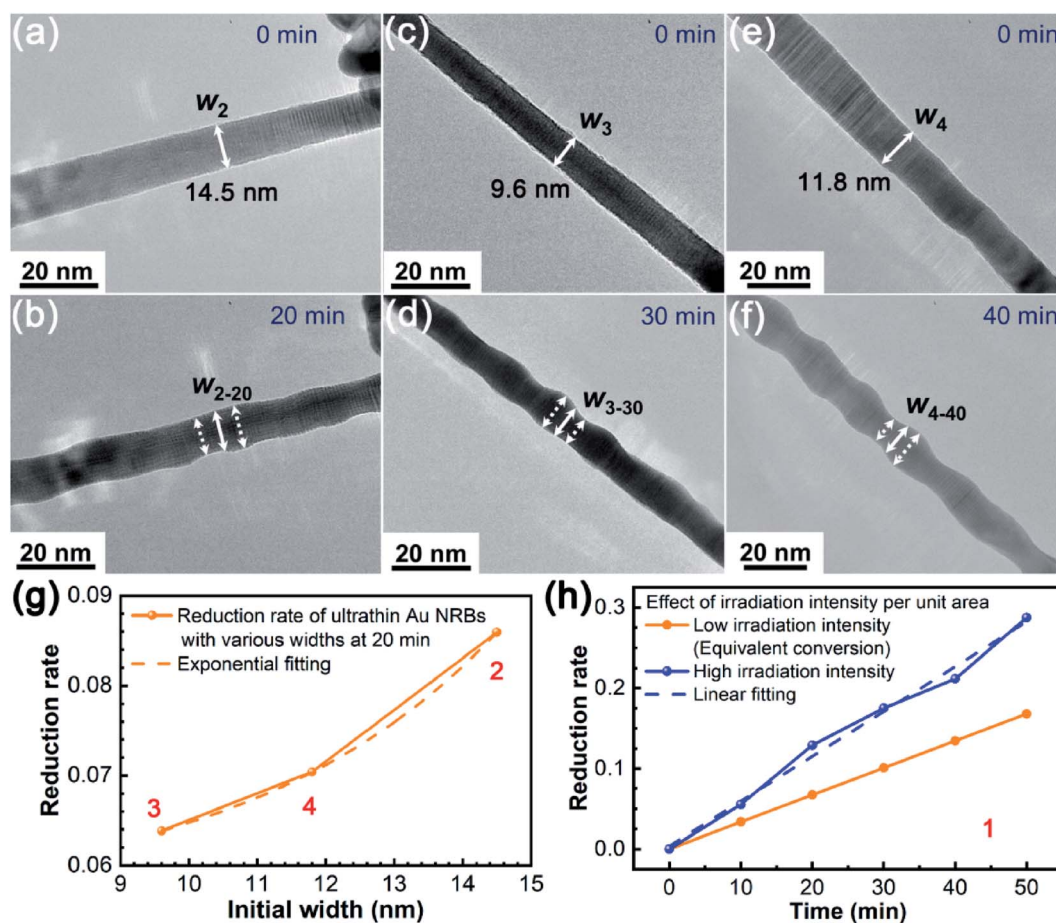 (a)
0 min
w2
14.5 nm
20 nm
(c)
0 min
w3
9.6 nm
20 nm
(e)
0 min
w4
11.8 nm
20 nm
(b)
20 min
w2-20
20 nm
(d)
30 min
w3-30
20 nm
(f)
40 min
w4-40
20 nm
(g)
0.09
0.08
0.07
0.06
Reduction rate
Reduction rate of ultrathin Au NRBs
with various widths at 20 min
Exponential fitting
2
3
4
9 10 11 12 13 14 15
Initial width (nm)
(h)
0.3
0.2
0.1
0.0
Reduction rate
Effect of irradiation intensity per unit area
Low irradiation intensity
(Equivalent conversion)
High irradiation intensity
Linear fitting
1
0 10 20 30 40 50
Time (min)